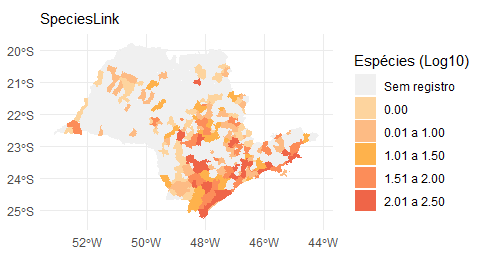 SpeciesLink
20°S
21°S
22°S
23°S
24°S
25°S
52°W
50°W
48°W
46°W
44°W
Espécies (Log10)
Sem registro
0.00
0.01 a 1.00
1.01 a 1.50
1.51 a 2.00
2.01 a 2.50